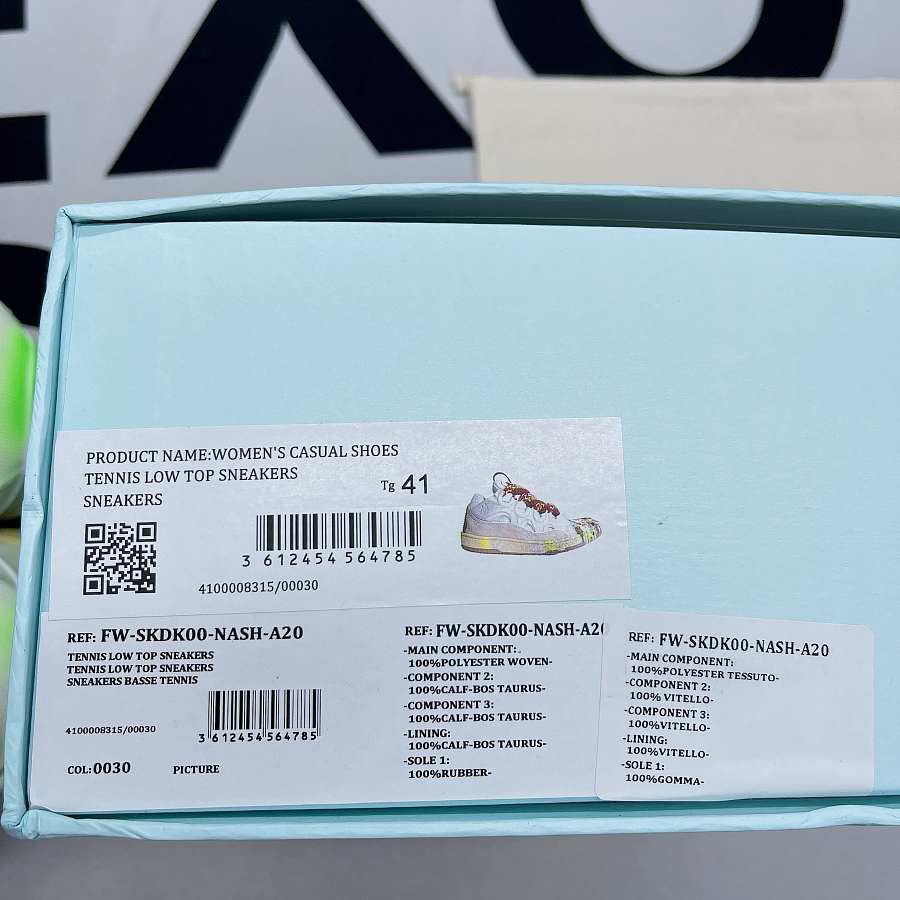 EXO
PRODUCT NAME:WOMEN'S CASUAL SHOES
TENNIS LOW TOP SNEAKERS
SNEAKERS
Tg 41
3 612454 564785
4100008315/00030
REF: FW-SKDK00-NASH-A20
TENNIS LOW TOP SNEAKERS
TENNIS LOW TOP SNEAKERS
SNEAKERS BASSE TENNIS
3 612454 564785
4100008315/00030
COL:0030 PICTURE
REF: FW-SKDK00-NASH-A20
-MAIN COMPONENT:.
100%POLYESTER WOVEN-
-COMPONENT 2:
100%CALF-BOS TAURUS-
-COMPONENT 3:
100%CALF-BOS TAURUS-
-LINING:
100%CALF-BOS TAURUS-
-SOLE 1:
100%RUBBER-
REF: FW-SKDK00-NASH-A20
-MAIN COMPONENT:
100%POLYESTER TESSUTO-
-COMPONENT 2:
100% VITELLO-
-COMPONENT 3:
100%VITELLO-
-LINING:
100%VITELLO-
-SOLE 1:
100%GOMMA-